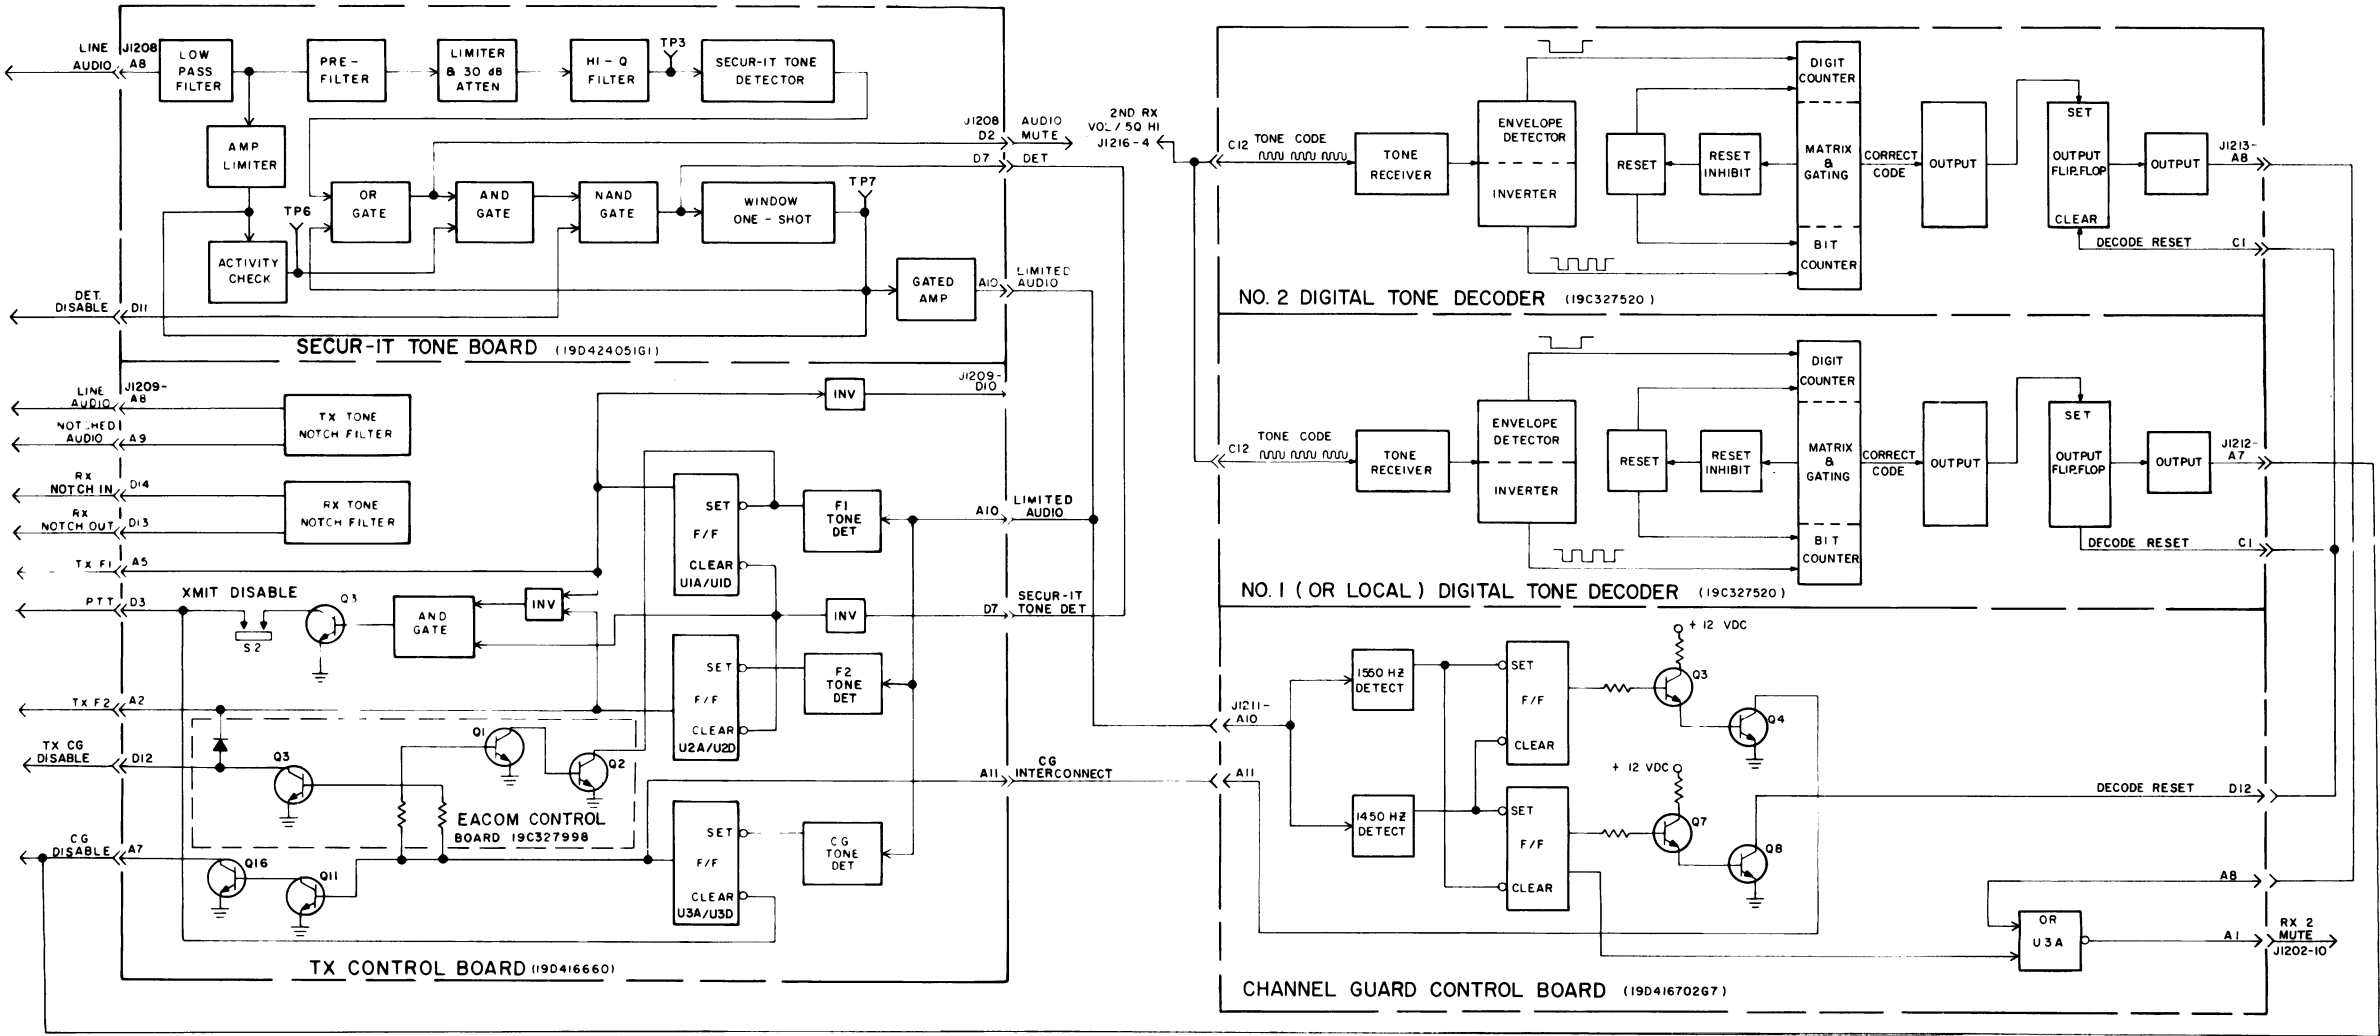 LINE AUDIO
J1208 A8
LOW PASS FILTER
PRE-FILTER
LIMITER & 30 dB ATTEN
HI-Q FILTER
TP3
SECUR-IT TONE DETECTOR
AMP LIMITER
J1208 D2
AUDIO MUTE
D7
DET
OR GATE
AND GATE
NAND GATE
WINDOW ONE-SHOT
TP7
TP6
ACTIVITY CHECK
GATED AMP
A10
LIMITED AUDIO
DET. DISABLE
D11
SECUR-IT TONE BOARD (19D424051G1)
LINE AUDIO
J1209-A8
NOTCHED AUDIO
A9
TX TONE NOTCH FILTER
INV
J1209-D10
RX NOTCH IN
D14
RX NOTCH OUT
D13
RX TONE NOTCH FILTER
SET
F/F
CLEAR
U1A/U1D
F1 TONE DET
A10
LIMITED AUDIO
TX F1
A5
PTT
D3
XMIT DISABLE
S2
Q3
AND GATE
INV
INV
D7
SECUR-IT TONE DET
SET
F/F
CLEAR
U2A/U2D
F2 TONE DET
TX F2
A2
TX CG DISABLE
D12
Q3
Q1
Q2
EACOM CONTROL
BOARD 19C327998
A11
CG INTERCONNECT
CG DISABLE
A7
Q16
Q11
SET
F/F
CLEAR
U3A/U3D
CG TONE DET
TX CONTROL BOARD (19D416660)
2ND RX
VOL/SQ HI
J1216-4
C12
TONE CODE
TONE RECEIVER
ENVELOPE DETECTOR
INVERTER
RESET
RESET INHIBIT
DIGIT COUNTER
MATRIX & GATING
BIT COUNTER
CORRECT CODE
OUTPUT
SET
OUTPUT FLIP.FLOP
CLEAR
OUTPUT
J1213-A8
DECODE RESET
C1
NO. 2 DIGITAL TONE DECODER (19C327520)
C12
TONE CODE
TONE RECEIVER
ENVELOPE DETECTOR
INVERTER
RESET
RESET INHIBIT
DIGIT COUNTER
MATRIX & GATING
BIT COUNTER
CORRECT CODE
OUTPUT
SET
OUTPUT FLIP.FLOP
CLEAR
OUTPUT
J1212-A7
DECODE RESET
C1
NO. 1 (OR LOCAL) DIGITAL TONE DECODER (19C327520)
J1211-A10
1550 HZ DETECT
SET
F/F
CLEAR
+ 12 VDC
Q3
Q4
A11
1450 HZ DETECT
SET
F/F
CLEAR
+ 12 VDC
Q7
Q8
DECODE RESET
D12
A8
OR
U3A
A1
RX 2 MUTE
J1202-10
CHANNEL GUARD CONTROL BOARD (19D416702G7)